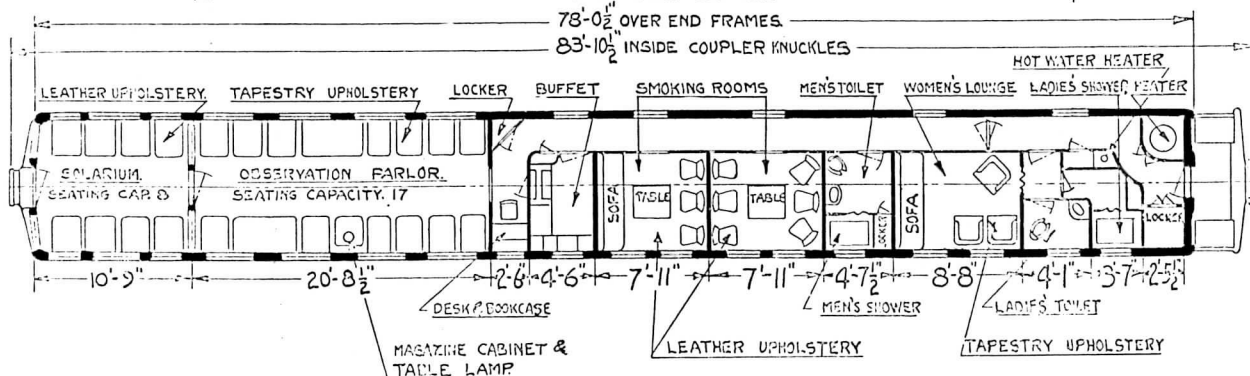 78'-0½" OVER END FRAMES
83'-10½" INSIDE COUPLER KNUCKLES
HOT WATER HEATER
LEATHER UPHOLSTERY. TAPESTRY UPHOLSTERY LOCKER BUFFET SMOKING ROOMS MEN'S TOILET WOMEN'S LOUNGE LADIE'S SHOWER HEATER
SOLARIUM.
SEATING CAP. 8
OBSERVATION PARLOR.
SEATING CAPACITY. 17
SOFA
TABLE
TABLE
LOCKER
SOFA
LOCKER
10'-9" 20'-8½" 2'-6" 4'-6" 7'-11" 7'-11" 4'-7½" 8'-8" 4'-1" 3'-7" 2'-5½"
DESK & BOOKCASE
MEN'S SHOWER
LADIES' TOILET
MAGAZINE CABINET &
TABLE LAMP.
LEATHER UPHOLSTERY
TAPESTRY UPHOLSTERY